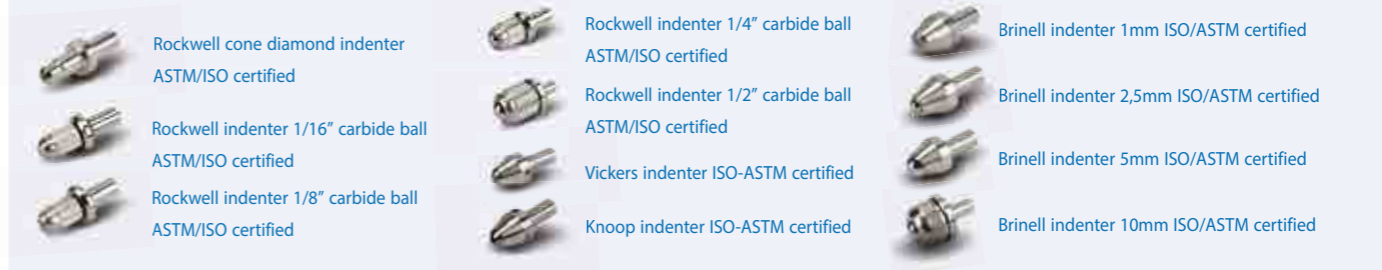 Rockwell cone diamond indenter
ASTM/ISO certified
Rockwell indenter 1/16” carbide ball
ASTM/ISO certified
Rockwell indenter 1/8” carbide ball
ASTM/ISO certified
Rockwell indenter 1/4” carbide ball
ASTM/ISO certified
Rockwell indenter 1/2” carbide ball
ASTM/ISO certified
Vickers indenter ISO-ASTM certified
Knoop indenter ISO-ASTM certified
Brinell indenter 1mm ISO/ASTM certified
Brinell indenter 2,5mm ISO/ASTM certified
Brinell indenter 5mm ISO/ASTM certified
Brinell indenter 10mm ISO/ASTM certified